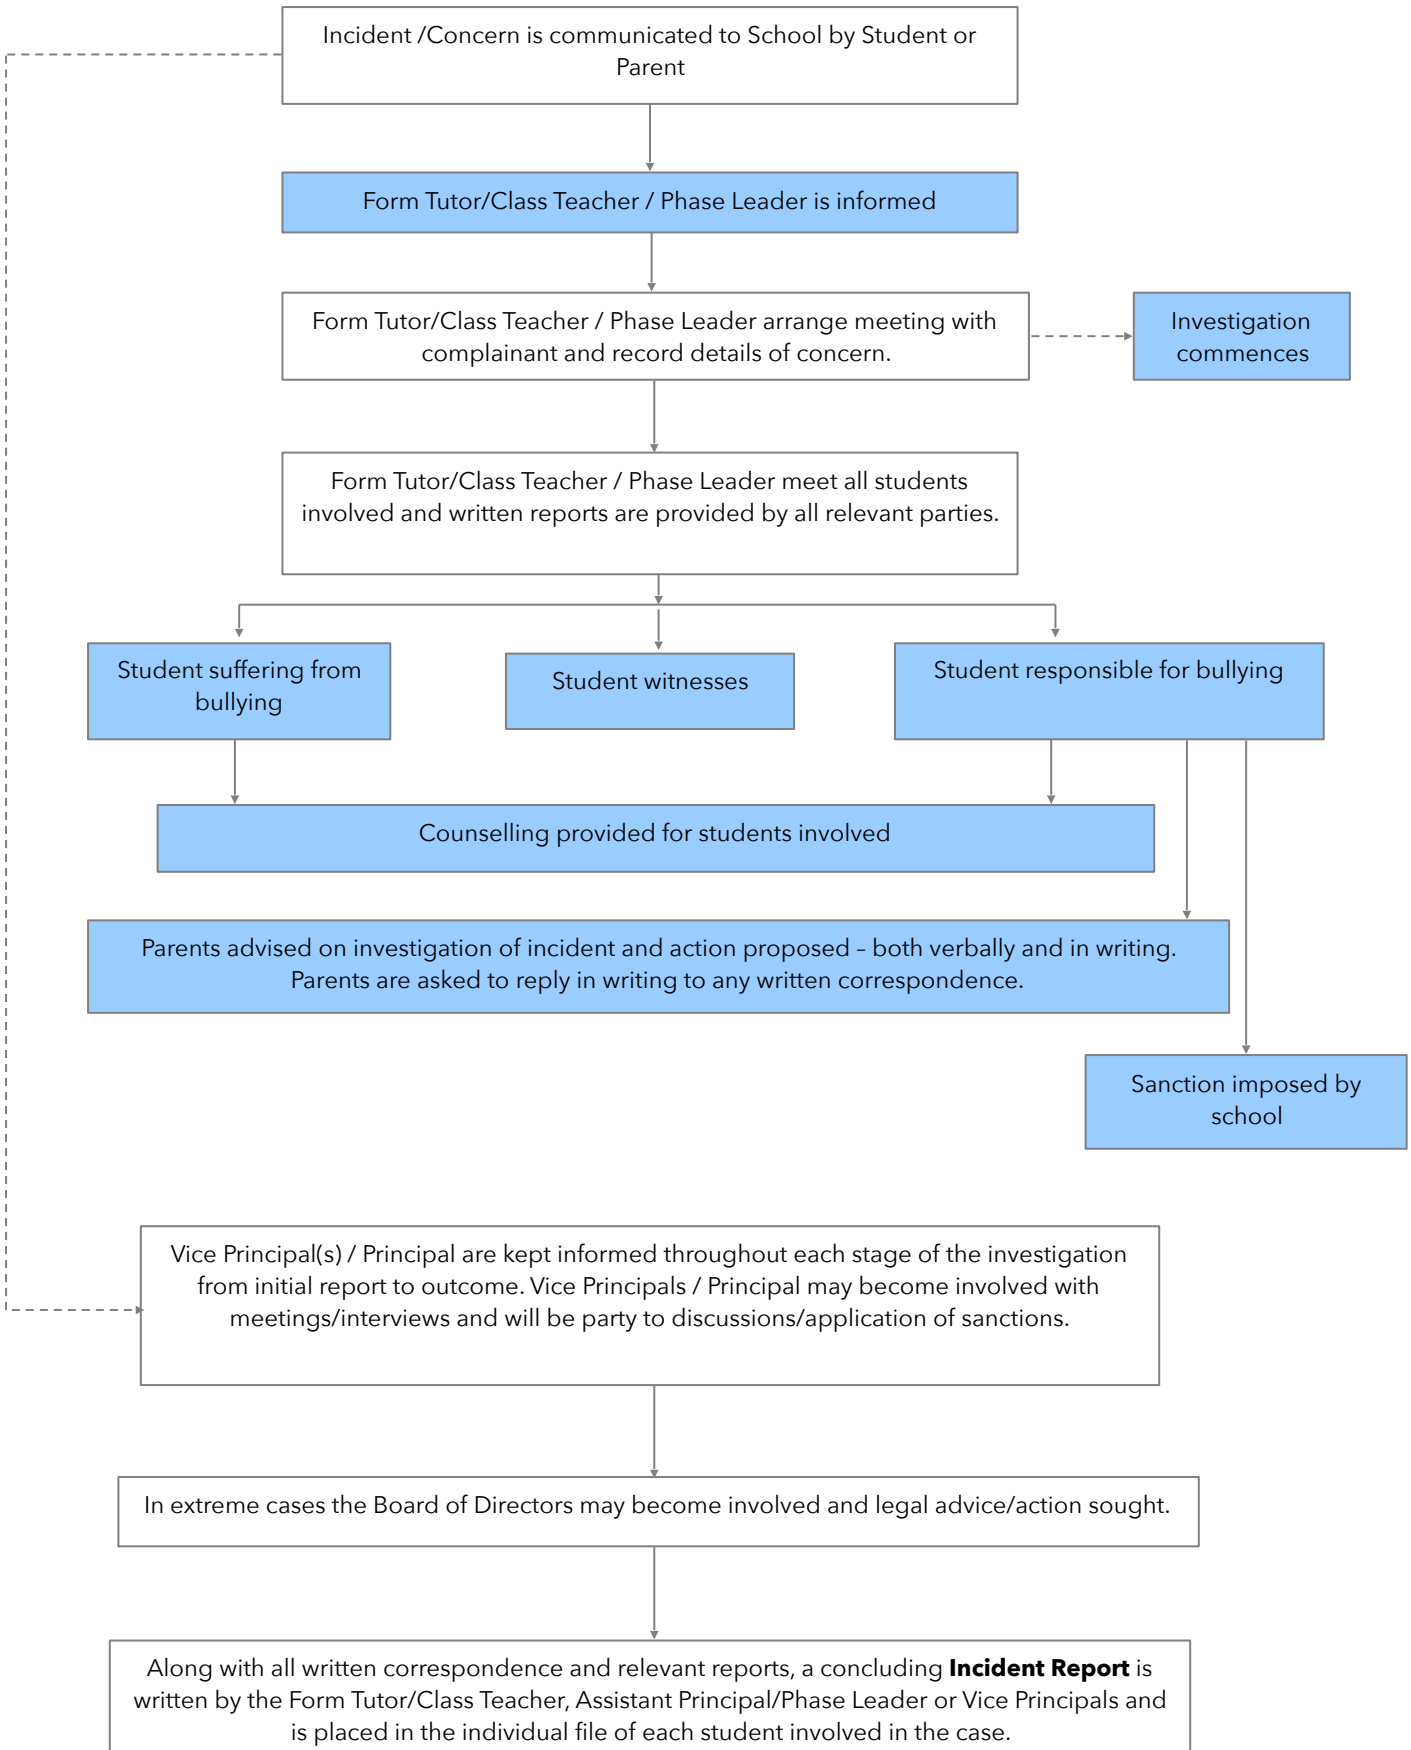 Incident /Concern is communicated to School by Student or
Parent
Form Tutor/Class Teacher / Phase Leader is informed
Form Tutor/Class Teacher / Phase Leader arrange meeting with
complainant and record details of concern.
Investigation
commences
Form Tutor/Class Teacher / Phase Leader meet all students
involved and written reports are provided by all relevant parties.
Student suffering from
bullying
Student witnesses
Student responsible for bullying
Counselling provided for students involved
Parents advised on investigation of incident and action proposed – both verbally and in writing.
Parents are asked to reply in writing to any written correspondence.
Sanction imposed by
school
Vice Principal(s) / Principal are kept informed throughout each stage of the investigation
from initial report to outcome. Vice Principals / Principal may become involved with
meetings/interviews and will be party to discussions/application of sanctions.
In extreme cases the Board of Directors may become involved and legal advice/action sought.
Along with all written correspondence and relevant reports, a concluding Incident Report is
written by the Form Tutor/Class Teacher, Assistant Principal/Phase Leader or Vice Principals and
is placed in the individual file of each student involved in the case.